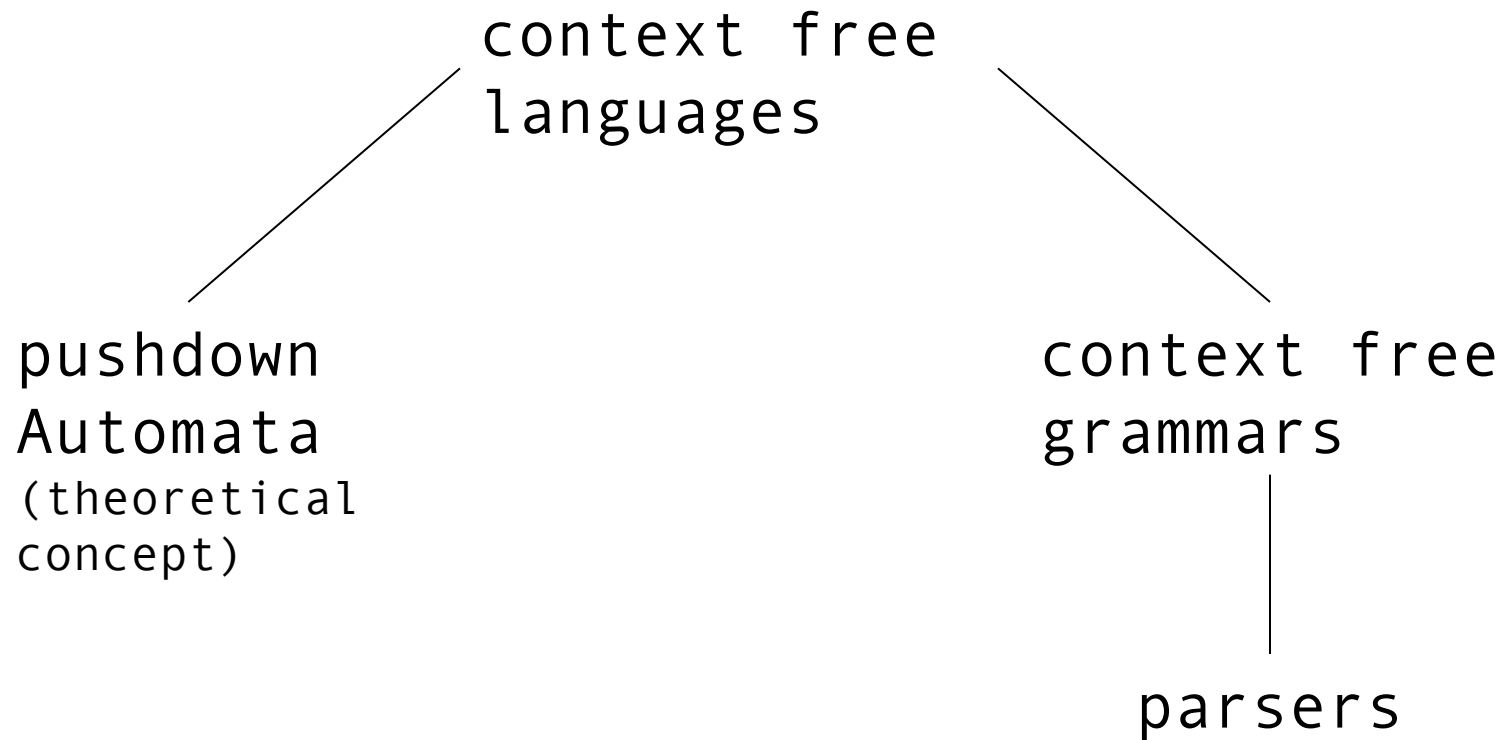 context free
languages
pushdown
Automata
(theoretical
concept)
context free
grammars
parsers